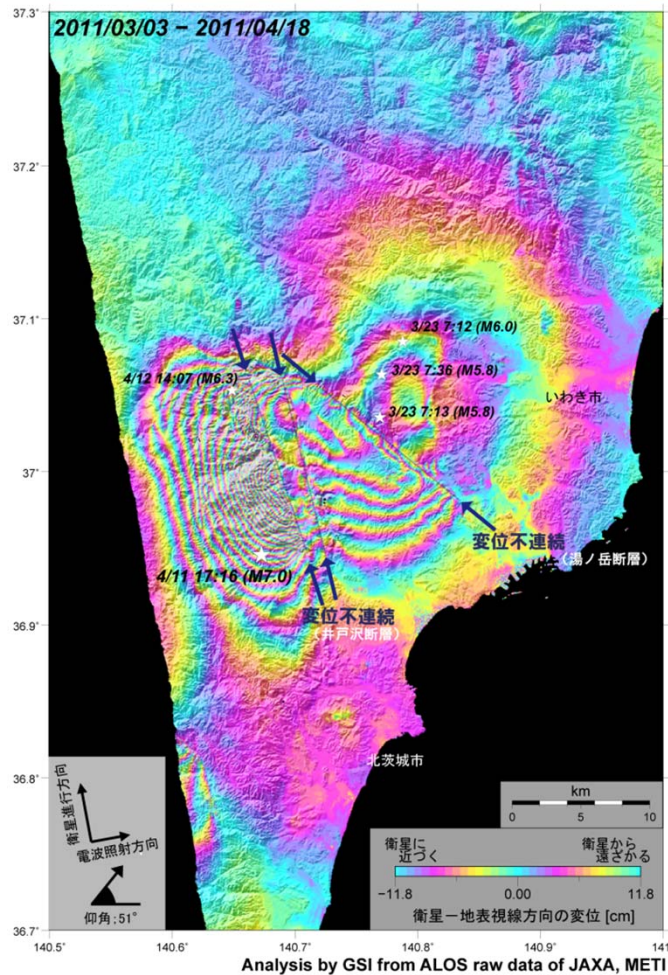 2011/03/03 – 2011/04/18
37.3˚
37.2˚
37.1˚
37˚
36.9˚
36.8˚
36.7˚
3/23 7:12 (M6.0)
4/12 14:07 (M6.3)
3/23 7:36 (M5.8)
いわき市
3/23 7:13 (M5.8)
変位不連続
（湯ノ岳断層）
4/11 17:16 (M7.0)
変位不連続
（井戸沢断層）
北茨城市
衛星進行方向
電波照射方向
仰角;51°
km
0 5 10
衛星に
近づく
衛星から
遠ざかる
−11.8 0.00 11.8
衛星－地表視線方向の変位 [cm]
140.5˚ 140.6˚ 140.7˚ 140.8˚ 140.9˚ 141
Analysis by GSI from ALOS raw data of JAXA, METI